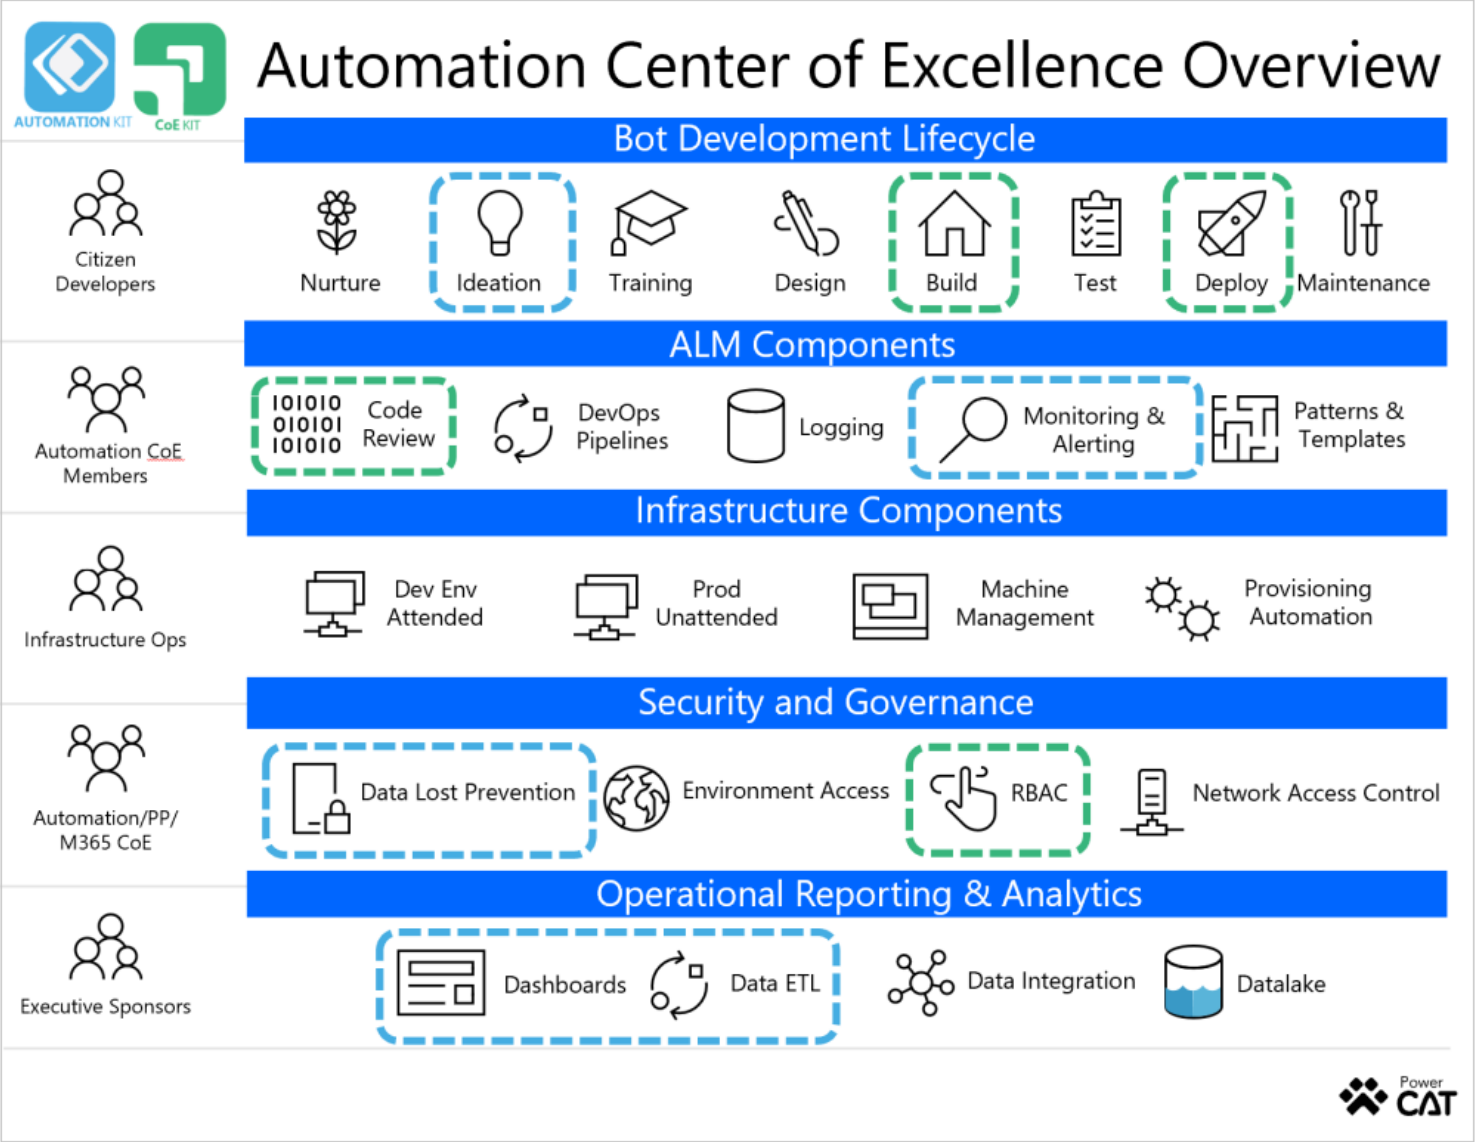 AUTOMATION KIT
CoE KIT
Automation Center of Excellence Overview
Bot Development Lifecycle
Citizen
Developers
Nurture
Ideation
Training
Design
Build
Test
Deploy
Maintenance
ALM Components
Automation CoE
Members
IOIOIO
OIOIOI
IOIOIO
Code
Review
DevOps
Pipelines
Logging
Monitoring &
Alerting
Patterns &
Templates
Infrastructure Components
Infrastructure Ops
Dev Env
Attended
Prod
Unattended
Machine
Management
Provisioning
Automation
Security and Governance
Automation/PP/
M365 CoE
Data Lost Prevention
Environment Access
RBAC
Network Access Control
Operational Reporting & Analytics
Executive Sponsors
Dashboards
Data ETL
Data Integration
Datalake
Power
CAT